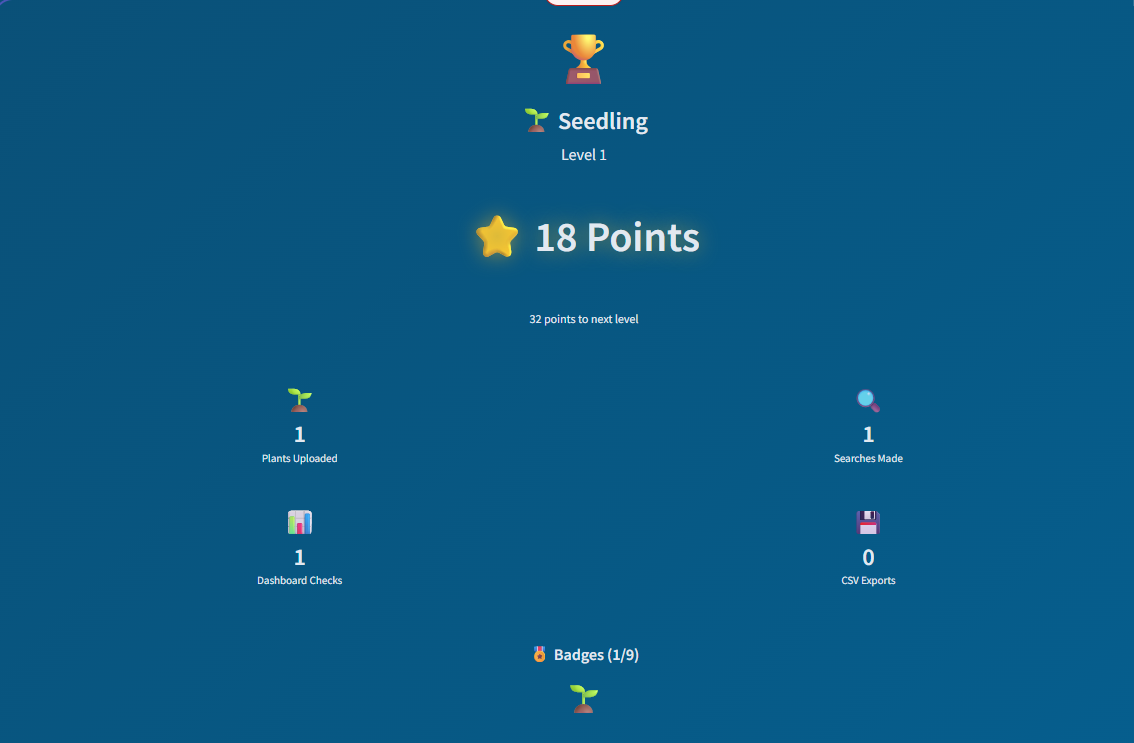 Seedling
Level 1
18 Points
32 points to next level
1
Plants Uploaded
1
Searches Made
1
Dashboard Checks
0
CSV Exports
Badges (1/9)